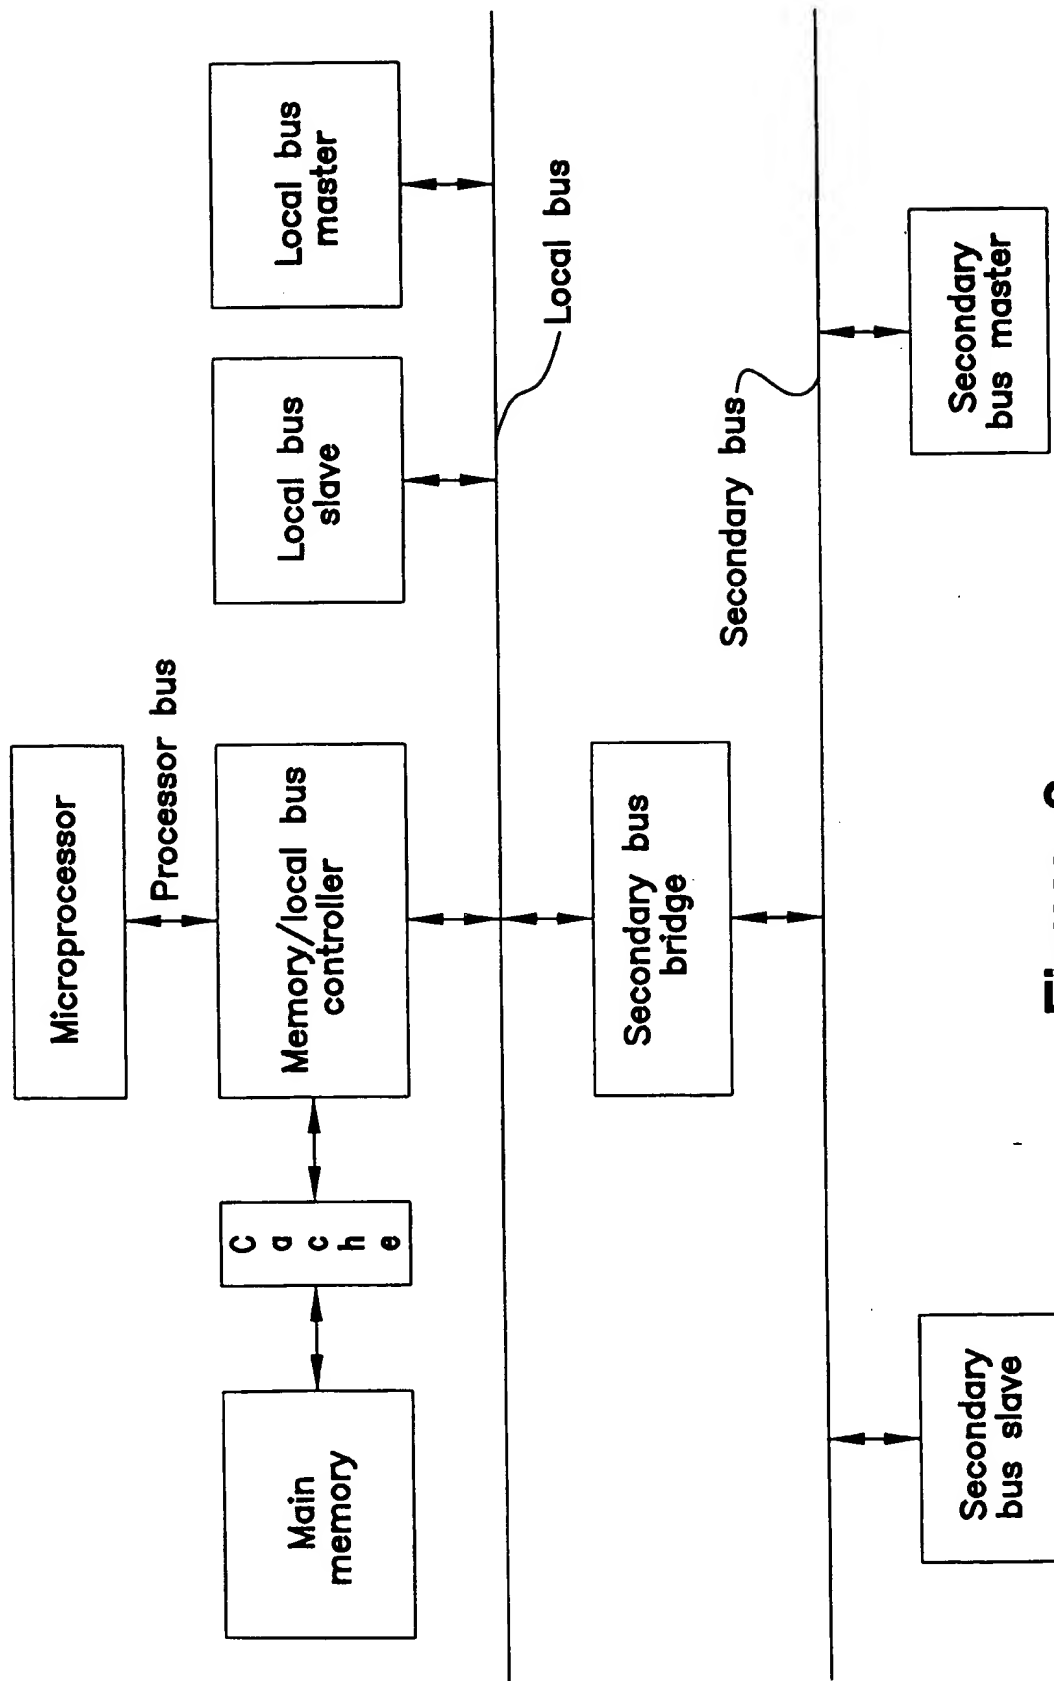 Microprocessor
Processor bus
Main
memory
C
a
c
h
e
Memory/local bus
controller
Local bus
slave
Local bus
master
Local bus
Secondary bus
bridge
Secondary bus
Secondary
bus slave
Secondary
bus master